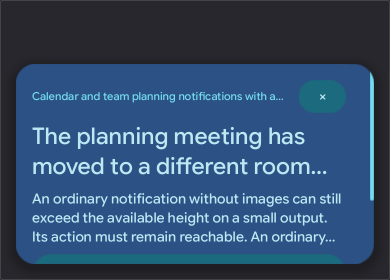 Calendar and team planning notifications with a...
×
The planning meeting has
moved to a different room...
An ordinary notification without images can still
exceed the available height on a small output.
Its action must remain reachable. An ordinary...